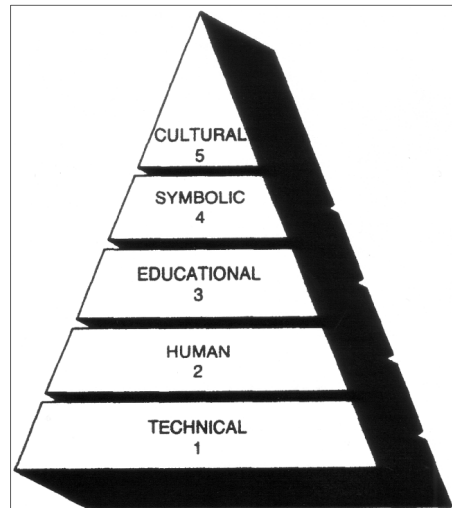 CULTURAL
5
SYMBOLIC
4
EDUCATIONAL
3
HUMAN
2
TECHNICAL
1